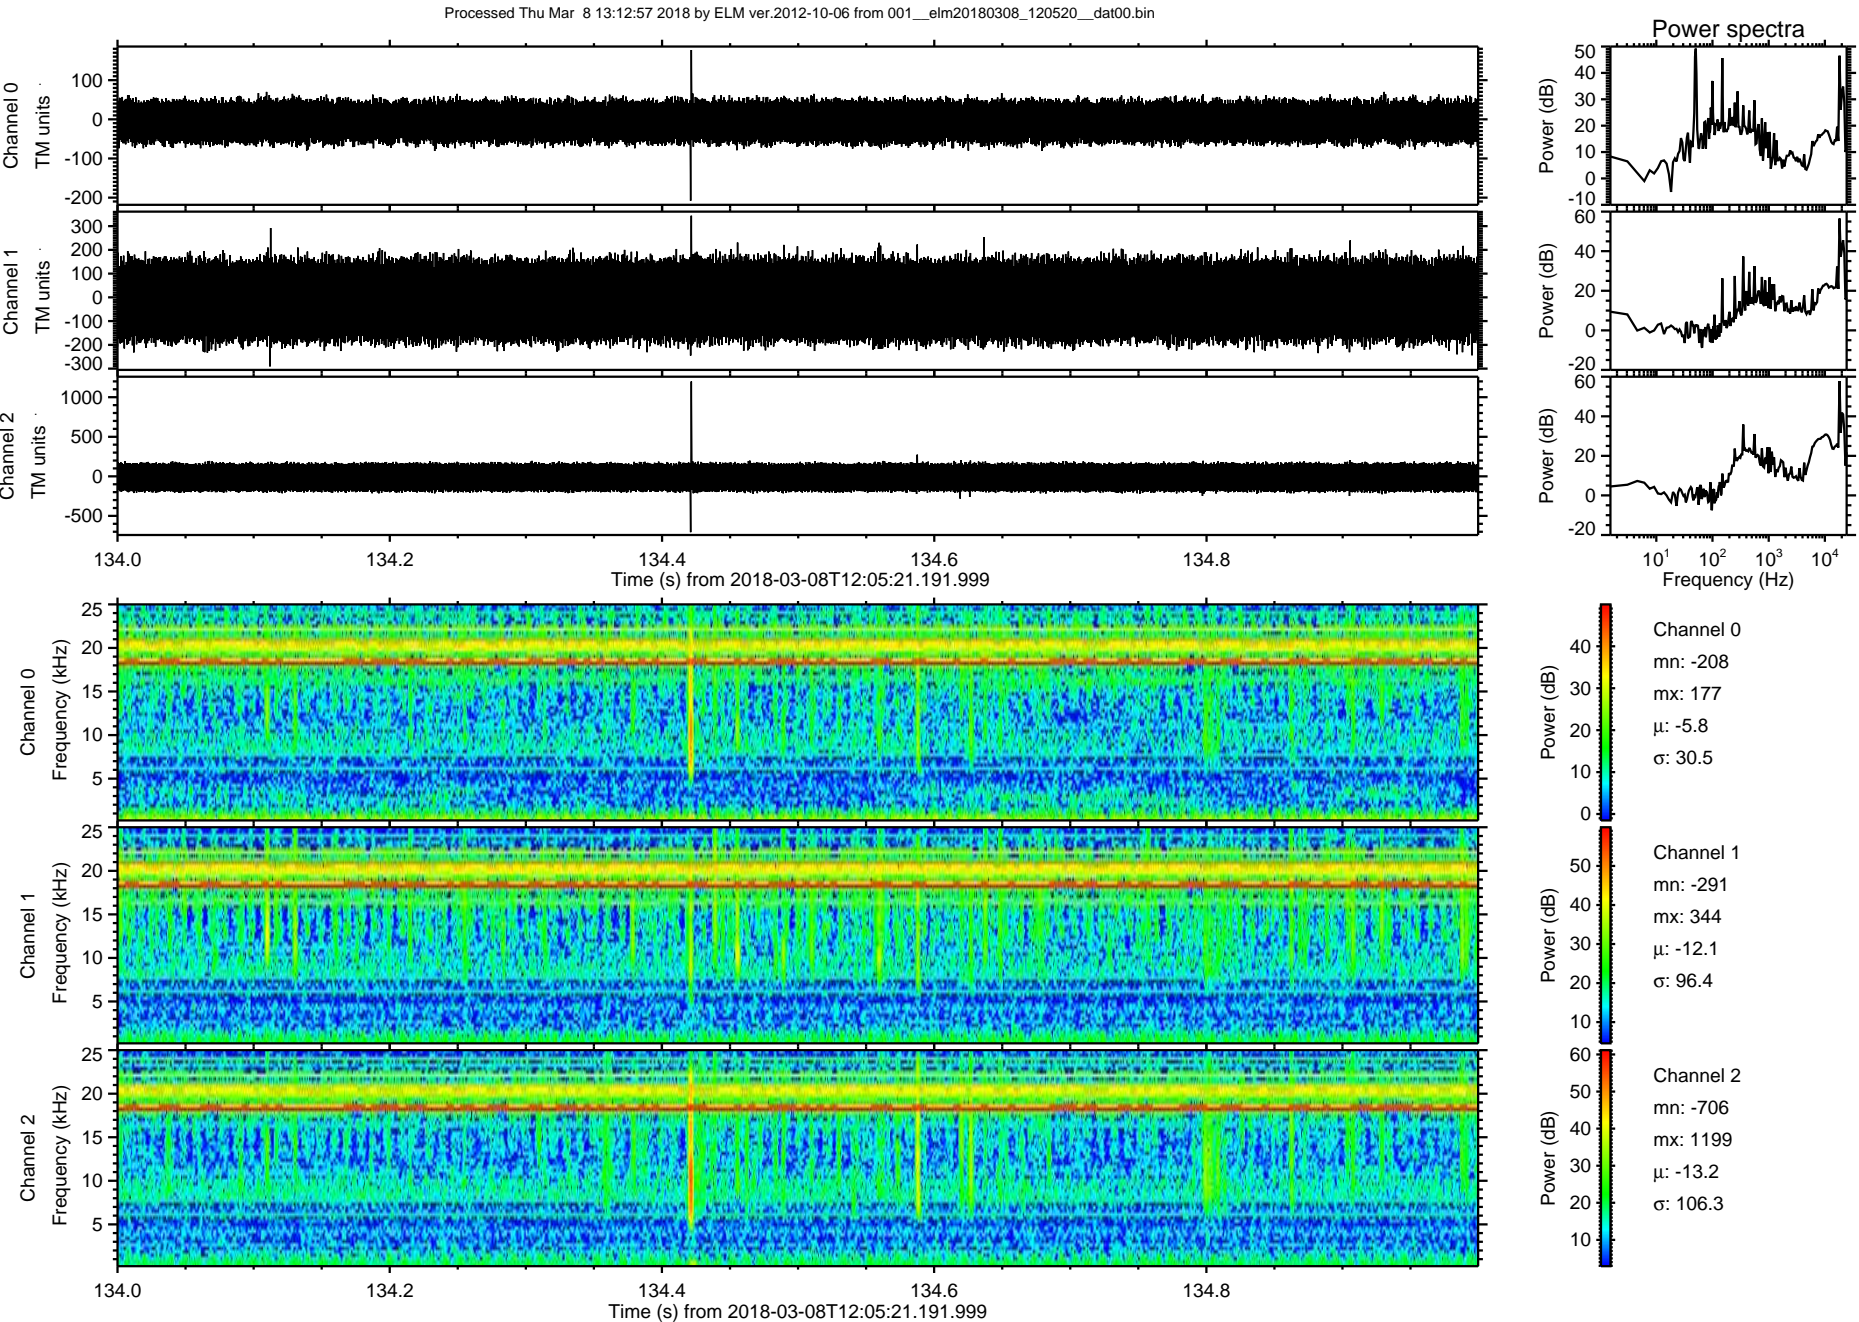 Processed Thu Mar  8 13:12:57 2018 by ELM ver.2012-10-06 from 001__elm20180308_120520__dat00.bin
Power spectra
Channel 0
TM units
100
0
-100
-200
Power (dB)
50
40
30
20
10
0
-10
Channel 1
TM units
300
200
100
0
-100
-200
-300
Power (dB)
60
40
20
0
-20
Channel 2
TM units
1000
500
0
-500
Power (dB)
60
40
20
0
-20
134.0 134.2 134.4 134.6 134.8
Time (s) from 2018-03-08T12:05:21.191.999
10^1 10^2 10^3 10^4
Frequency (Hz)
Channel 0
Frequency (kHz)
25
20
15
10
5
Power (dB)
40
30
20
10
0
Channel 0
mn: -208
mx: 177
μ: -5.8
σ: 30.5
Channel 1
Frequency (kHz)
25
20
15
10
5
Power (dB)
50
40
30
20
10
Channel 1
mn: -291
mx: 344
μ: -12.1
σ: 96.4
Channel 2
Frequency (kHz)
25
20
15
10
5
Power (dB)
60
50
40
30
20
10
Channel 2
mn: -706
mx: 1199
μ: -13.2
σ: 106.3
134.0 134.2 134.4 134.6 134.8
Time (s) from 2018-03-08T12:05:21.191.999